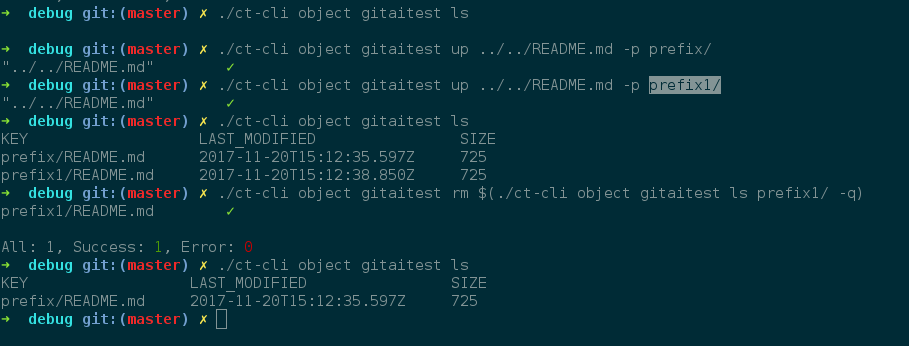 ➜  debug git:(master) ✗ ./ct-cli object gitaitest ls

➜  debug git:(master) ✗ ./ct-cli object gitaitest up ../../README.md -p prefix/
"../../README.md"        ✓
➜  debug git:(master) ✗ ./ct-cli object gitaitest up ../../README.md -p prefix1/
"../../README.md"        ✓
➜  debug git:(master) ✗ ./ct-cli object gitaitest ls
KEY                   LAST_MODIFIED                SIZE
prefix/README.md      2017-11-20T15:12:35.597Z     725
prefix1/README.md     2017-11-20T15:12:38.850Z     725
➜  debug git:(master) ✗ ./ct-cli object gitaitest rm $(./ct-cli object gitaitest ls prefix1/ -q)
prefix1/README.md        ✓

All: 1, Success: 1, Error: 0
➜  debug git:(master) ✗ ./ct-cli object gitaitest ls
KEY                  LAST_MODIFIED                SIZE
prefix/README.md     2017-11-20T15:12:35.597Z     725
➜  debug git:(master) ✗